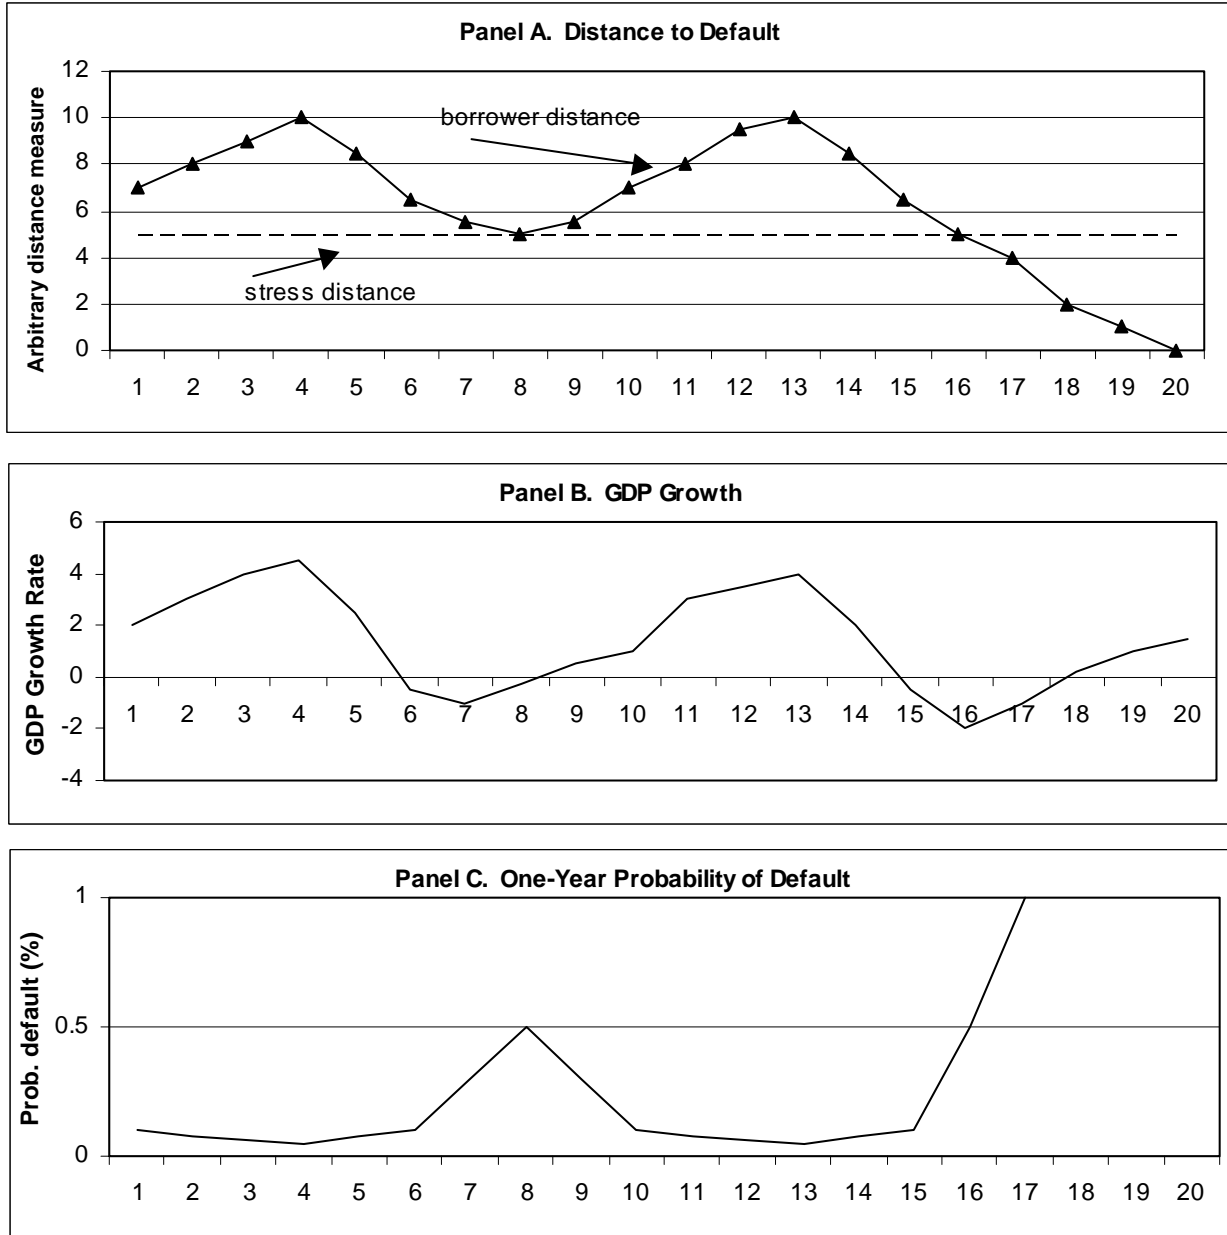 Panel A. Distance to Default
Arbitrary distance measure
12
10
8
6
4
2
0
borrower distance
stress distance
1 2 3 4 5 6 7 8 9 10 11 12 13 14 15 16 17 18 19 20
Panel B. GDP Growth
GDP Growth Rate
6
4
2
0
-2
-4
1 2 3 4 5 6 7 8 9 10 11 12 13 14 15 16 17 18 19 20
Panel C. One-Year Probability of Default
Prob. default (%)
1
0.5
0
1 2 3 4 5 6 7 8 9 10 11 12 13 14 15 16 17 18 19 20